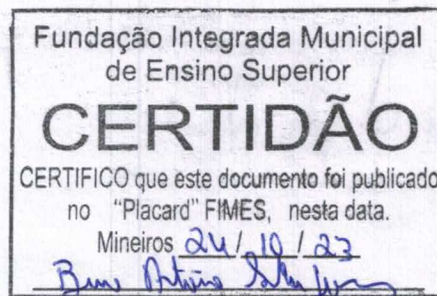 Fundação Integrada Municipal
de Ensino Superior
CERTIDÃO
CERTIFICO que este documento foi publicado
no "Placard" FIMES, nesta data.
Mineiros 24/10/23